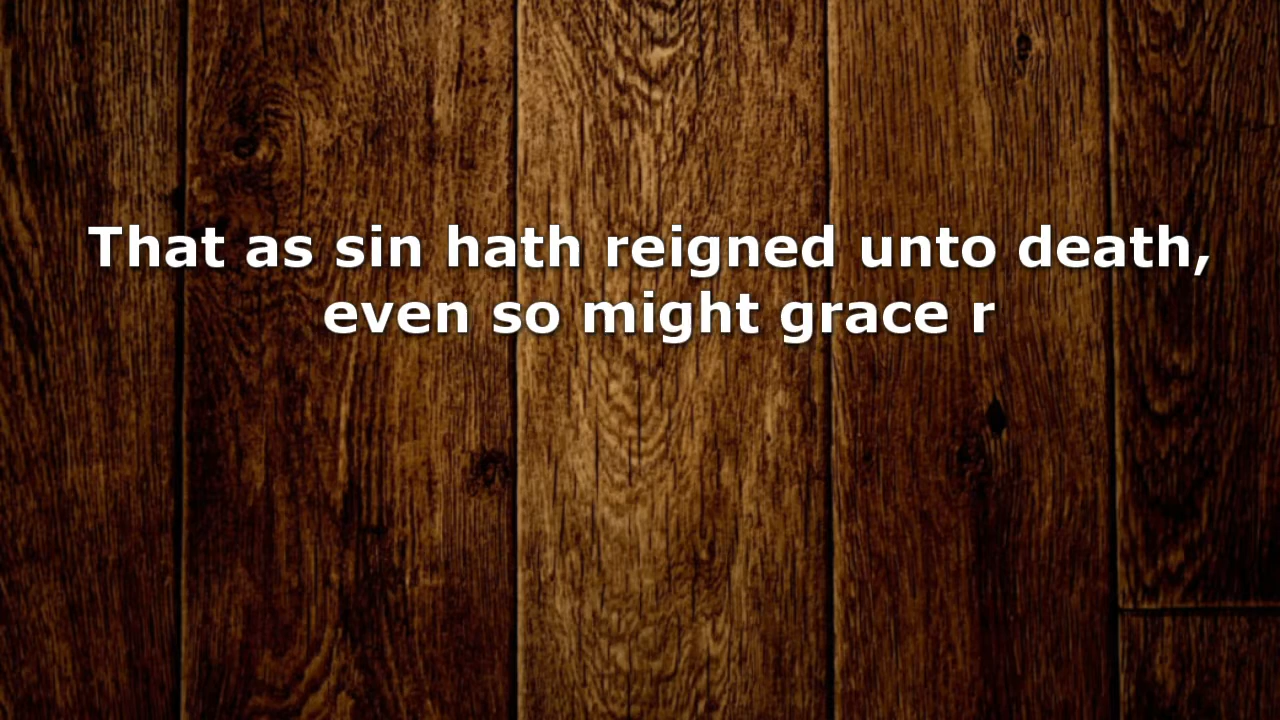 That as sin hath reigned unto death,
even so might grace r